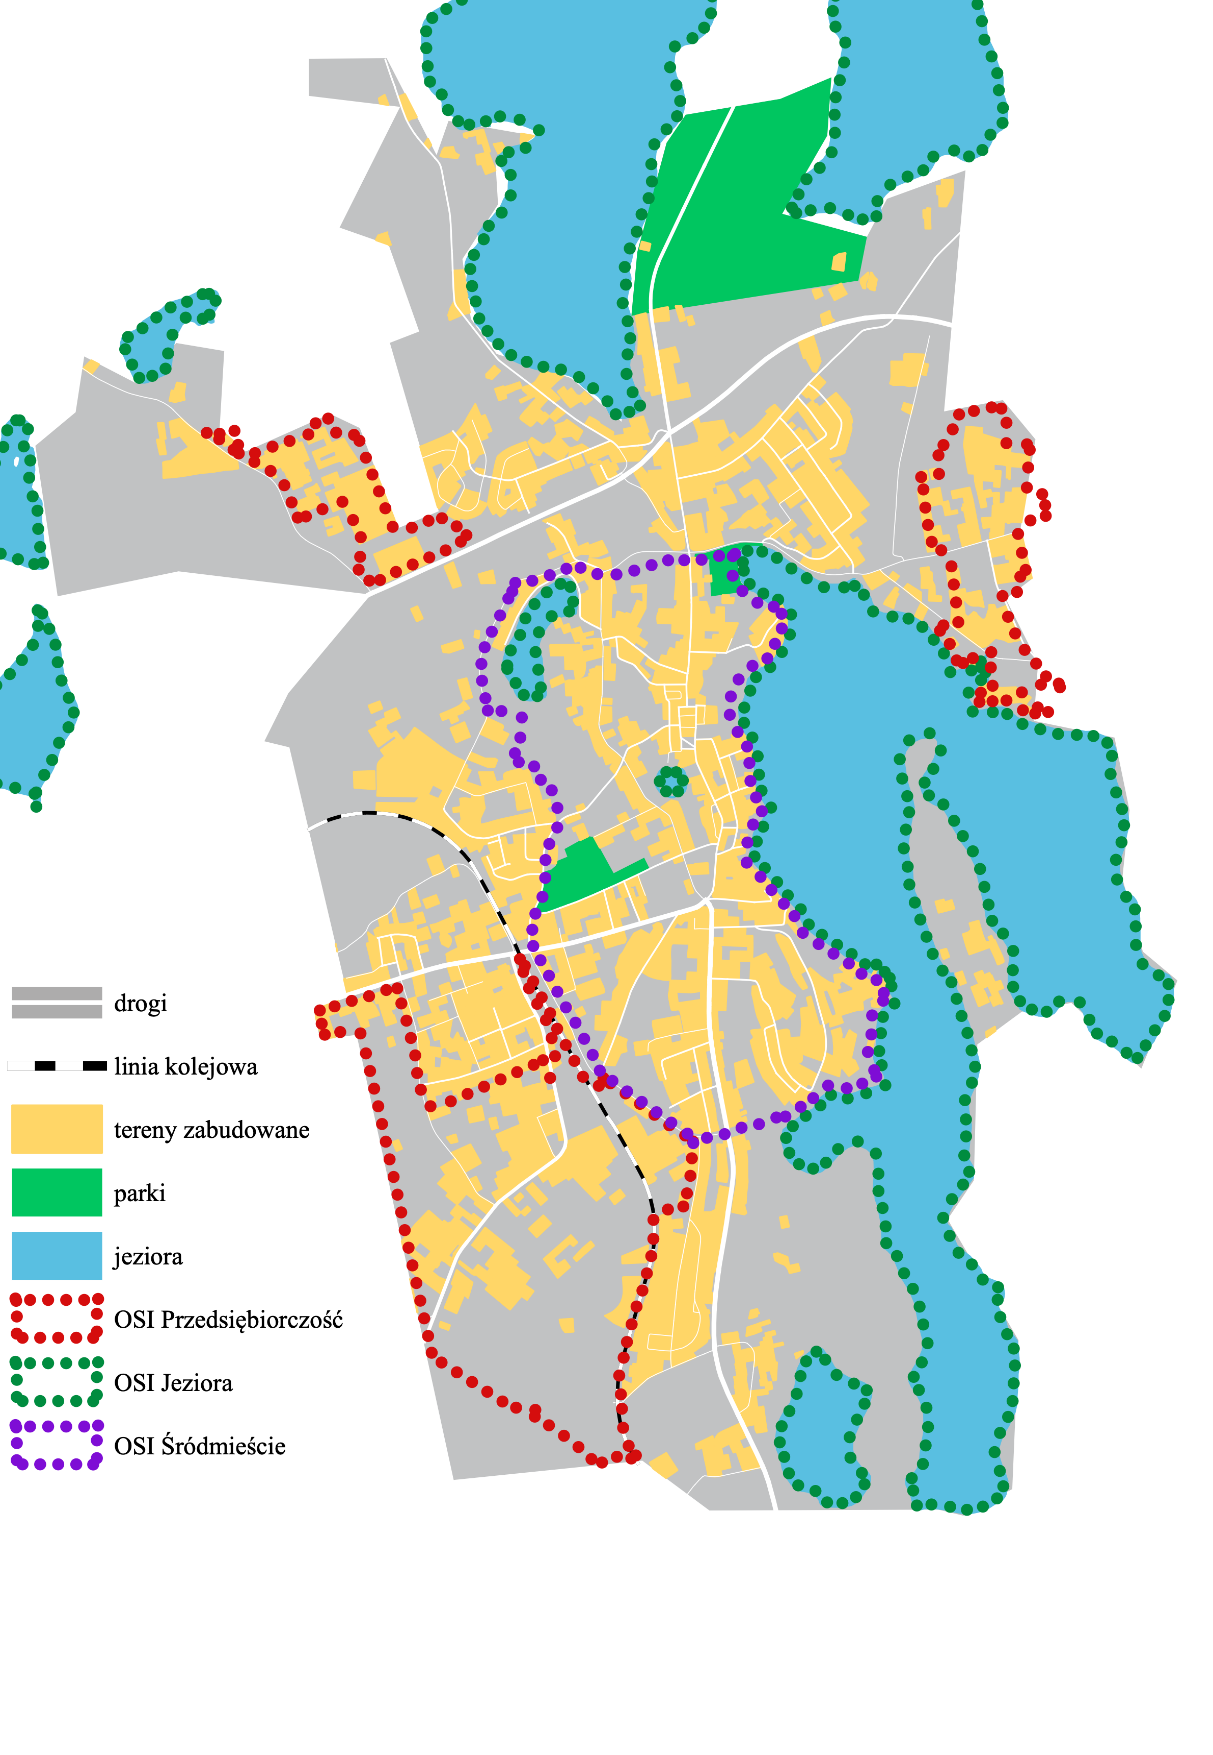 drogi
linia kolejowa
tereny zabudowane
parki
jeziora
OSI Przedsiębiorczość
OSI Jeziora
OSI Śródmieście